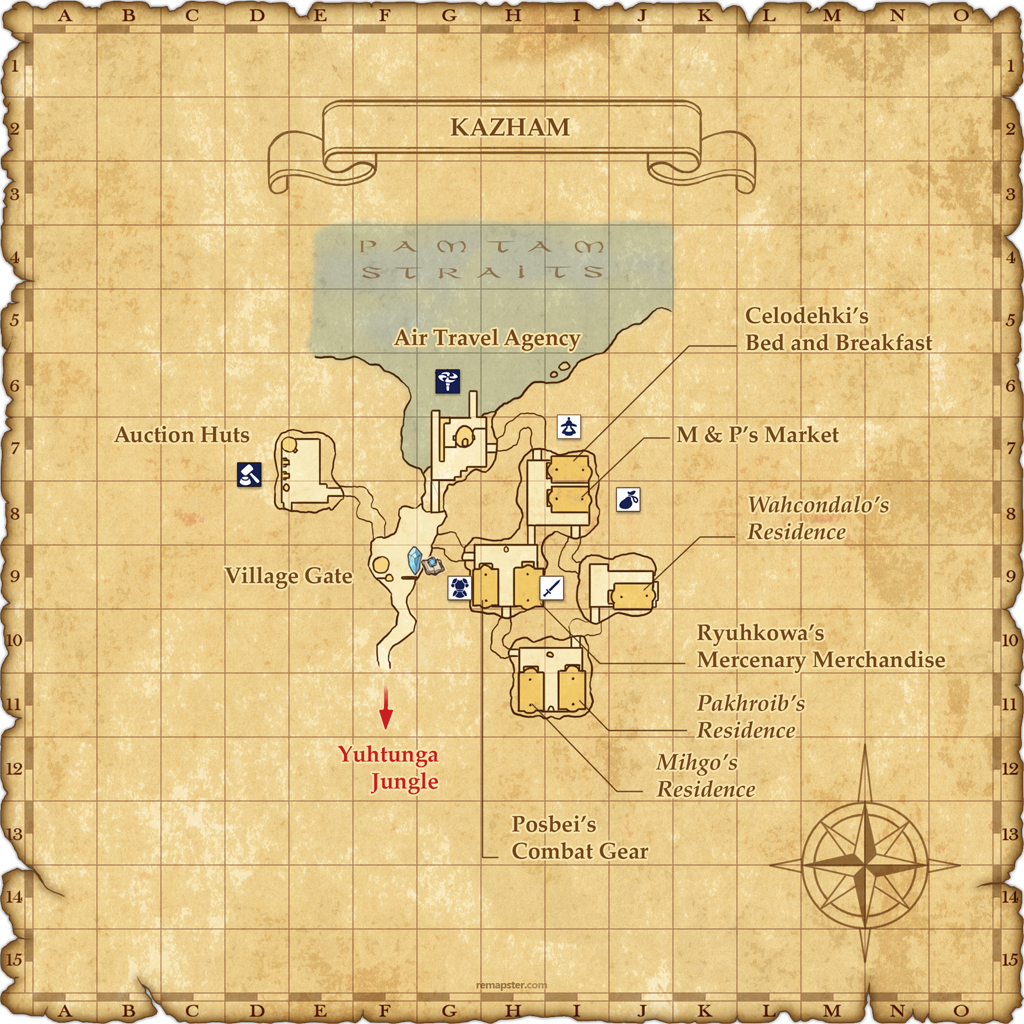 A B C D E F G H I J K L M N O
1 1
2 2
KAZHAM
3 3
4 4
PAMTAM
STRAITS
5 5
Celodehki's
Bed and Breakfast
Air Travel Agency
6 6
7 7
Auction Huts
M & P's Market
8 8
Wahcondalo's
Residence
9 9
Village Gate
10 10
Ryuhkowa's
Mercenary Merchandise
11 11
Pakhroib's
Residence
12 12
Yuhtunga
Jungle
Mihgo's
Residence
13 13
Posbei's
Combat Gear
14 14
15 15
remapster.com
A B C D E F G H I J K L M N O